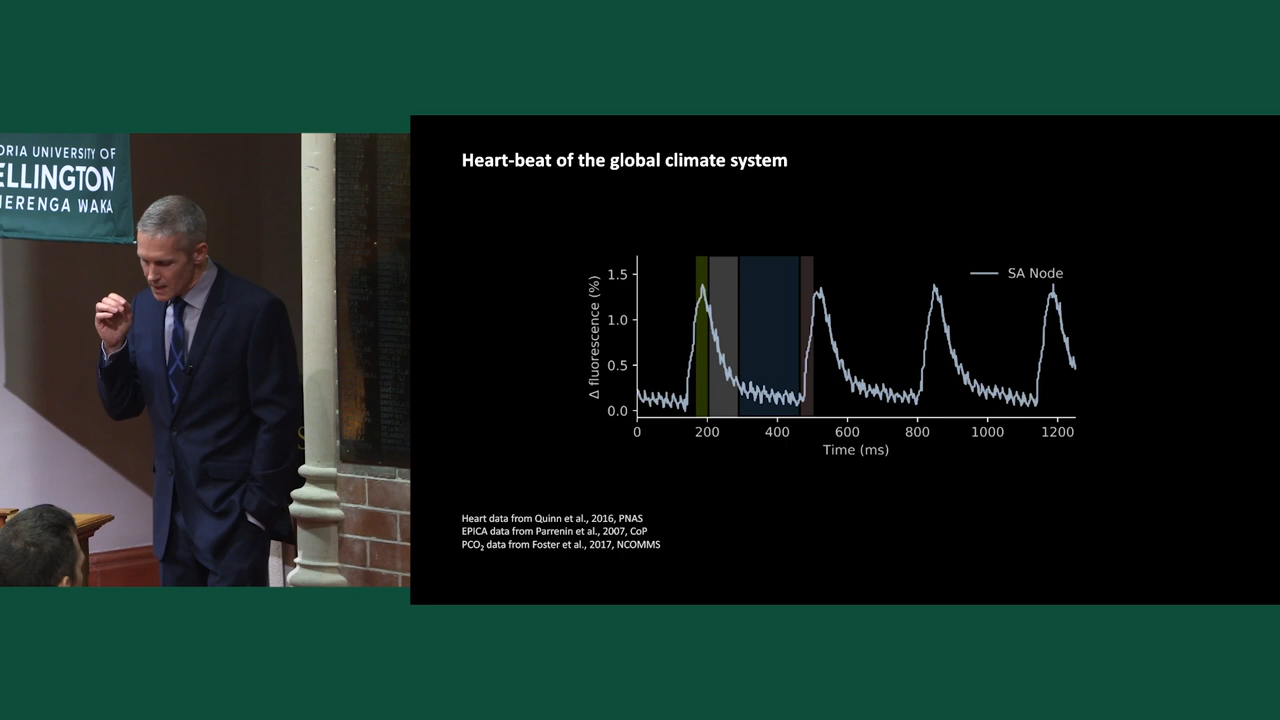 ORIA UNIVERSITY OF
ELLINGTON
HERENGA WAKA
Heart-beat of the global climate system
SA Node
Δ fluorescence (%)
1.5
1.0
0.5
0.0
0 200 400 600 800 1000 1200
Time (ms)
Heart data from Quinn et al., 2016, PNAS
EPICA data from Parrenin et al., 2007, CoP
PCO₂ data from Foster et al., 2017, NCOMMS